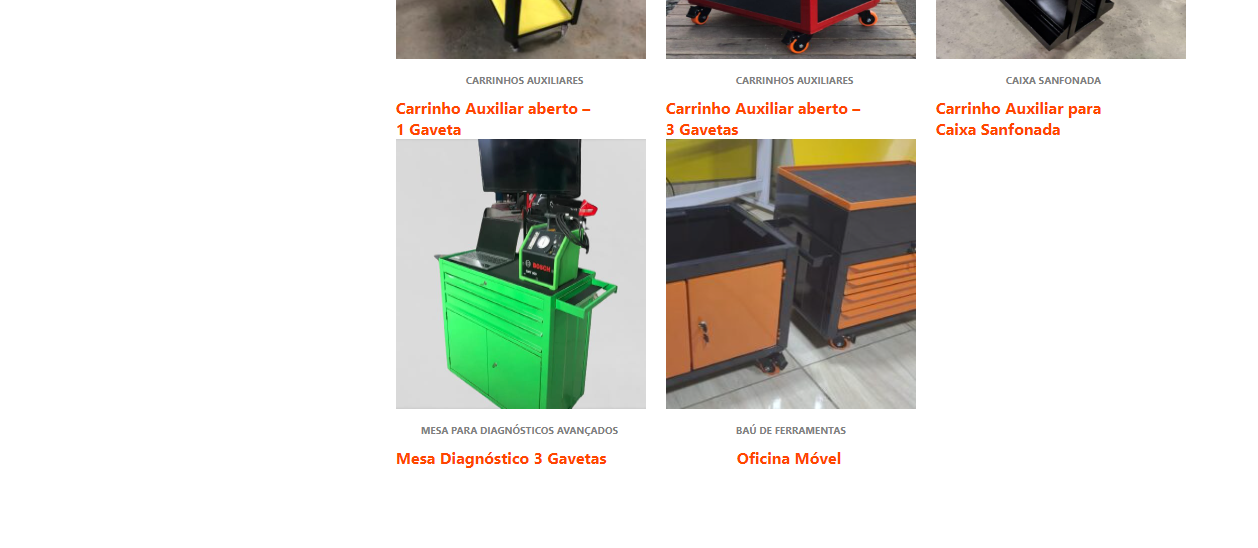 CARRINHOS AUXILIARES
Carrinho Auxiliar aberto –
1 Gaveta
CARRINHOS AUXILIARES
Carrinho Auxiliar aberto –
3 Gavetas
CAIXA SANFONADA
Carrinho Auxiliar para
Caixa Sanfonada
BOSCH
MESA PARA DIAGNÓSTICOS AVANÇADOS
Mesa Diagnóstico 3 Gavetas
BAÚ DE FERRAMENTAS
Oficina Móvel